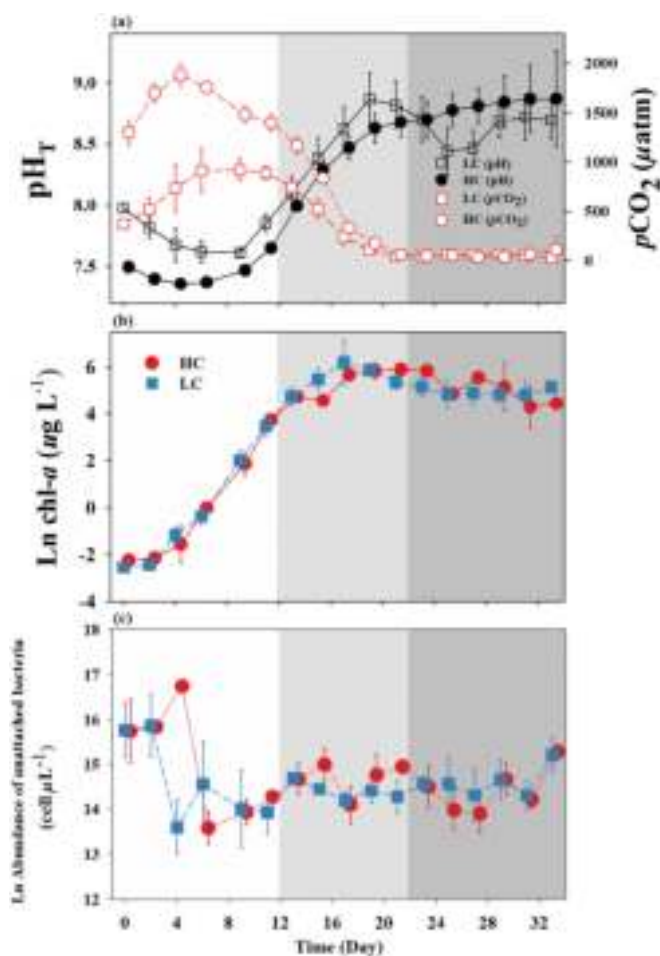 (a)
9.0
8.5
8.0
7.5
pH_T
2000
1500
1000
500
0
pCO₂ (µatm)
LC (pH)
HC (pH)
LC (pCO₂)
HC (pCO₂)
(b)
6
4
2
0
-2
-4
Ln chl-a (ug L⁻¹)
HC
LC
(c)
18
17
16
15
14
13
12
Ln Abundance of unattached bacteria
(cell µL⁻¹)
0 4 8 12 16 20 24 28 32
Time (Day)